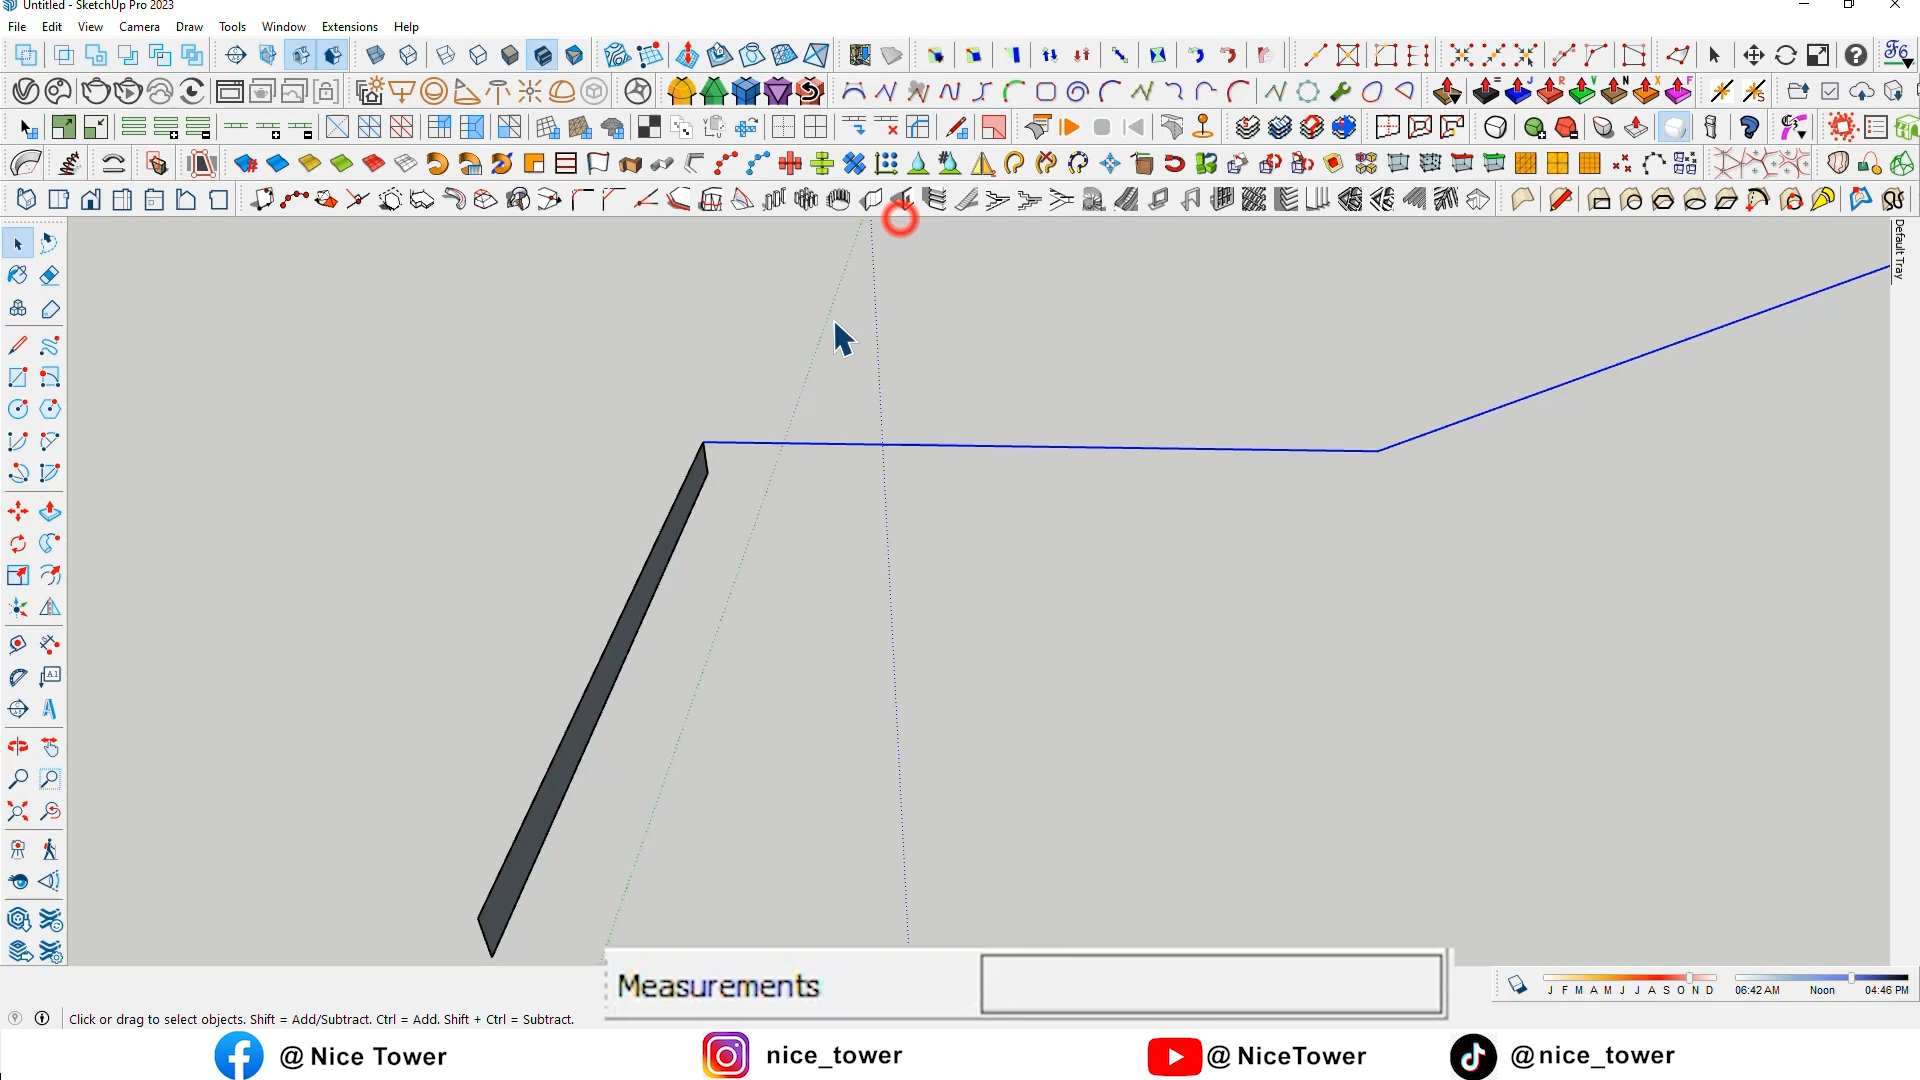 Untitled - SketchUp Pro 2023
File Edit View Camera Draw Tools Window Extensions Help
Default Tray
Measurements
J F M A M J J A S O N D 06:42 AM Noon 04:46 PM
Click or drag to select objects. Shift = Add/Subtract. Ctrl = Add. Shift + Ctrl = Subtract.
@ Nice Tower nice_tower @ NiceTower @nice_tower